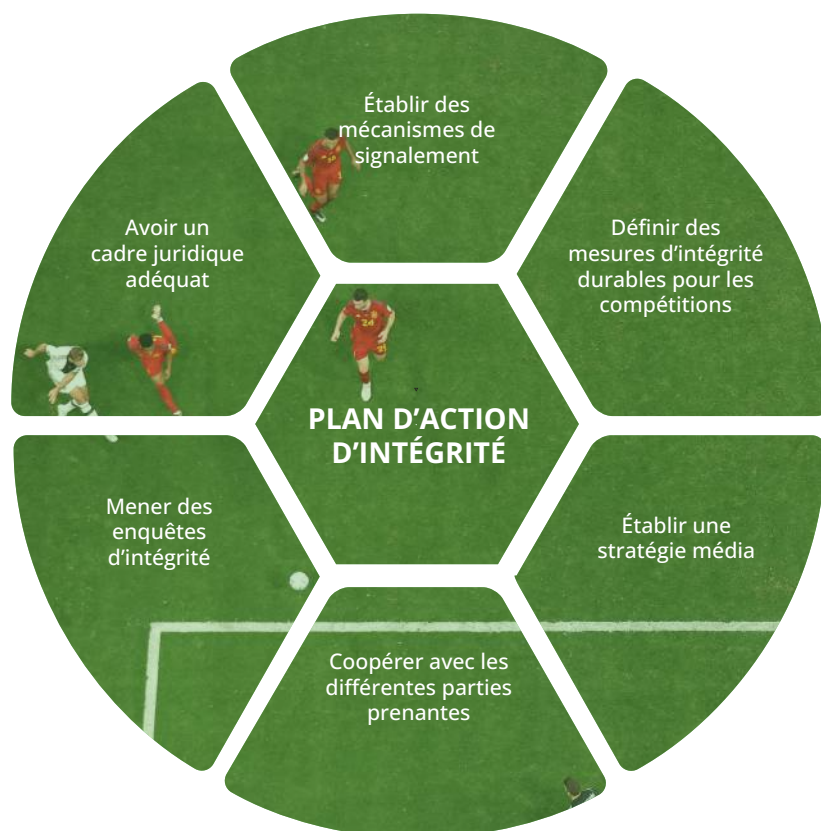 Établir des
mécanismes de
signalement
Définir des
mesures d’intégrité
durables pour les
compétitions
Établir une
stratégie média
Coopérer avec les
différentes parties
prenantes
Mener des
enquêtes
d’intégrité
Avoir un
cadre juridique
adéquat
PLAN D’ACTION
D’INTÉGRITÉ
24